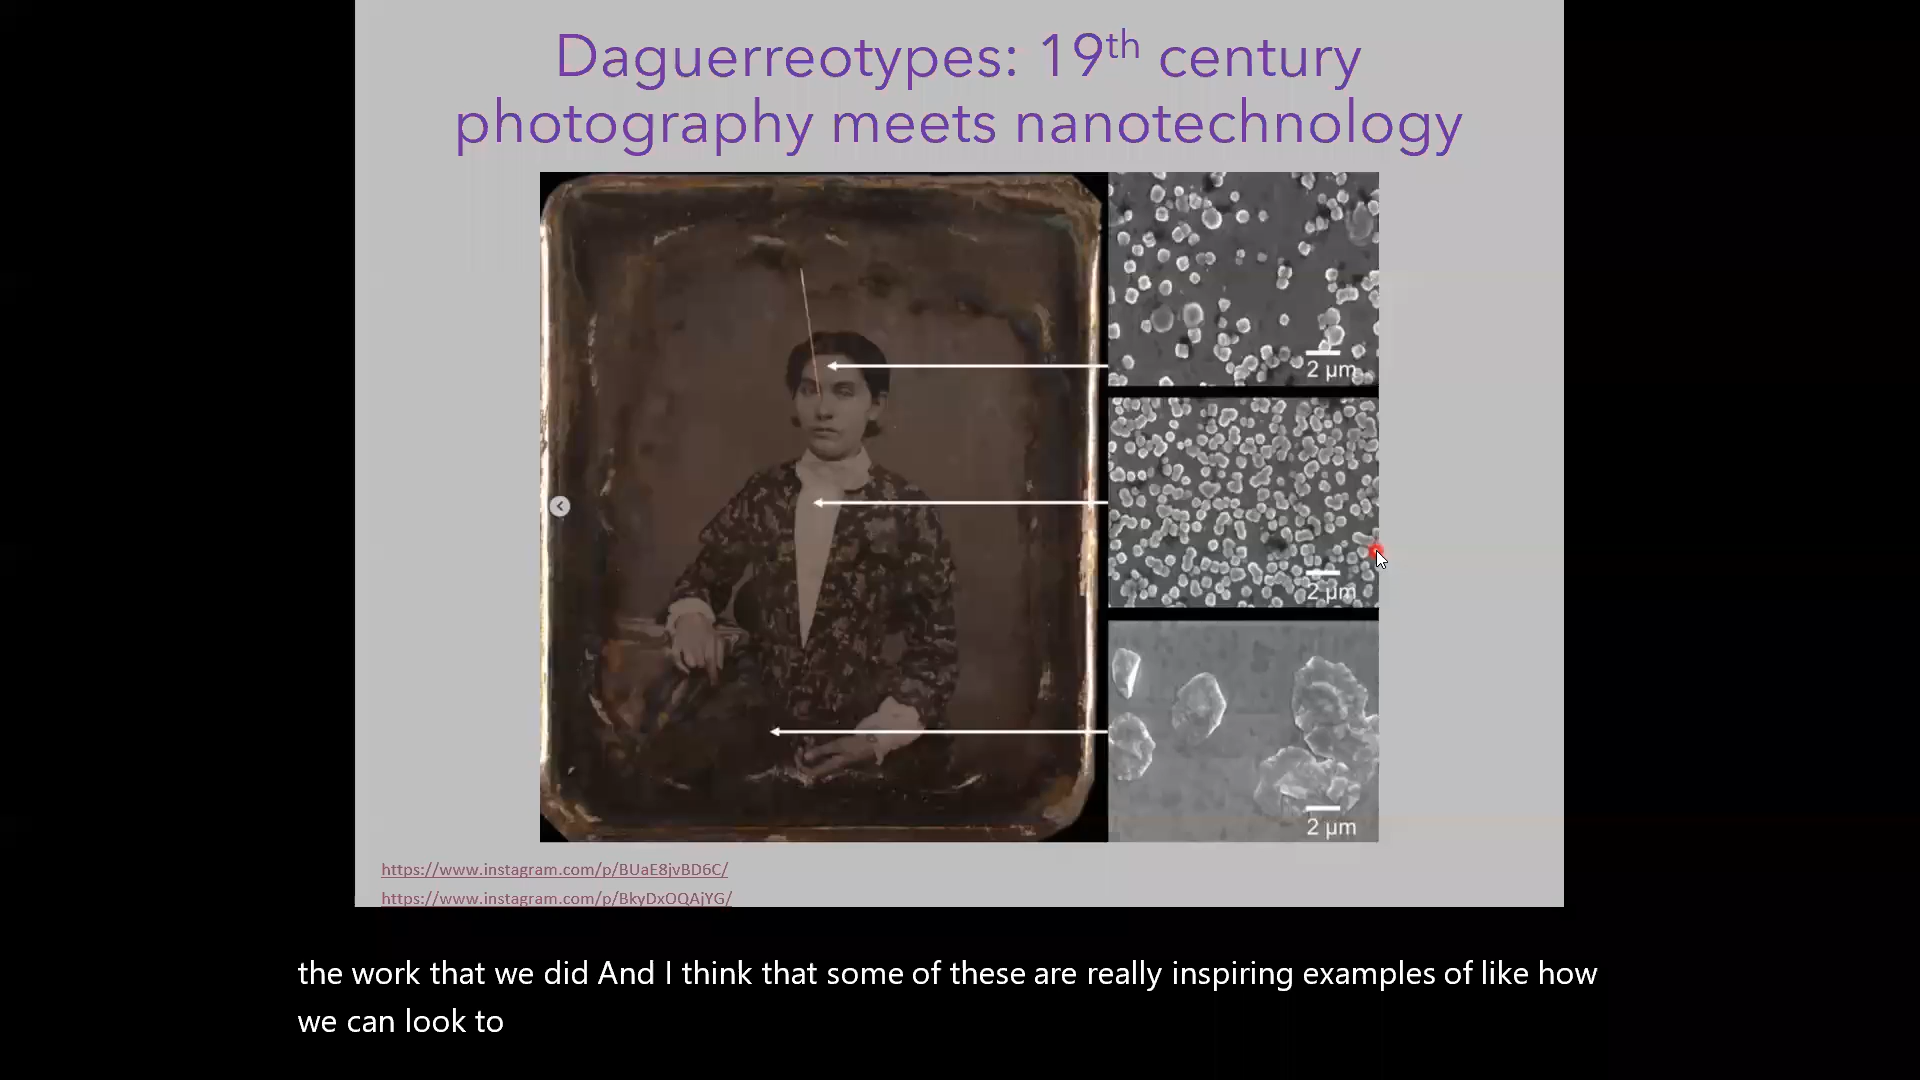 Daguerreotypes: 19th century
photography meets nanotechnology
2 µm
2 µm
2 µm
https://www.instagram.com/p/BUaE8jvBD6C/
https://www.instagram.com/p/BkyDxOQAjYG/
the work that we did And I think that some of these are really inspiring examples of like how
we can look to